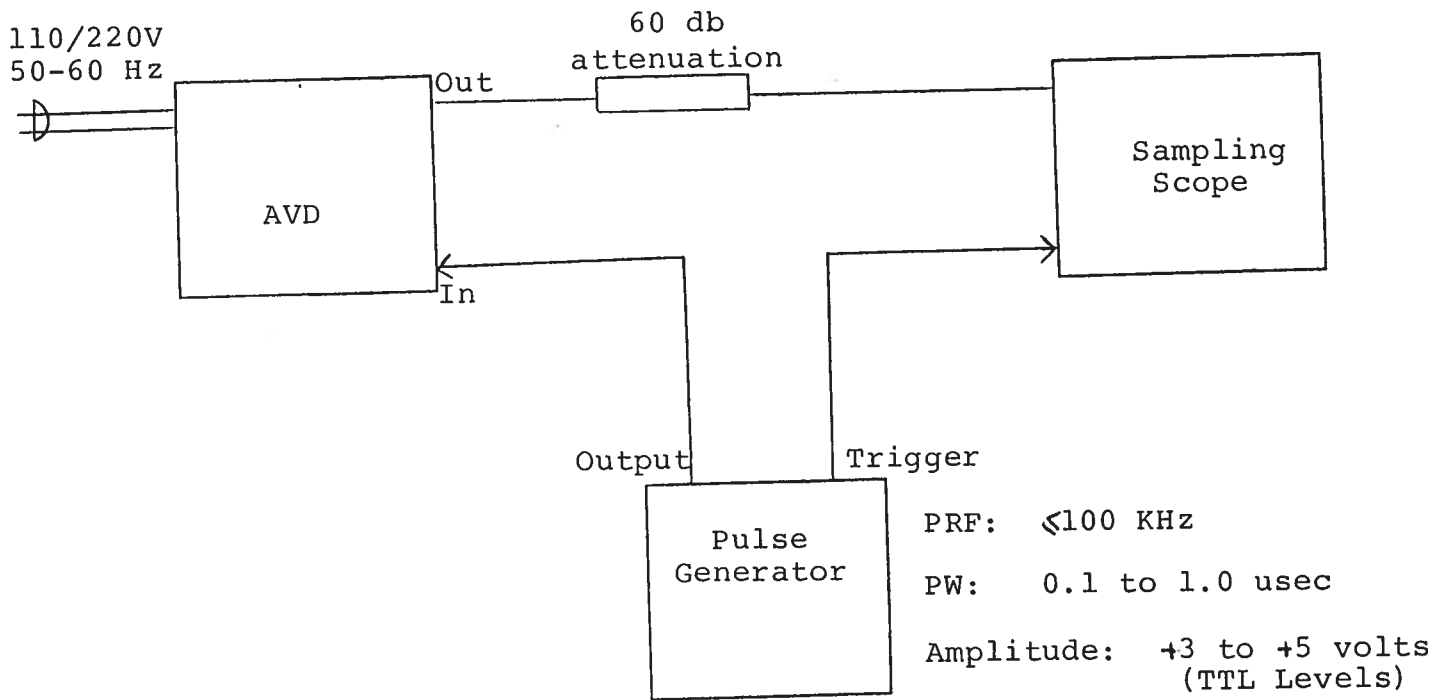 110/220V
50-60 Hz
60 db
attenuation
Out
AVD
In
Sampling
Scope
Output
Trigger
Pulse
Generator
PRF: ⩽100 KHz
PW: 0.1 to 1.0 usec
Amplitude: +3 to +5 volts
(TTL Levels)